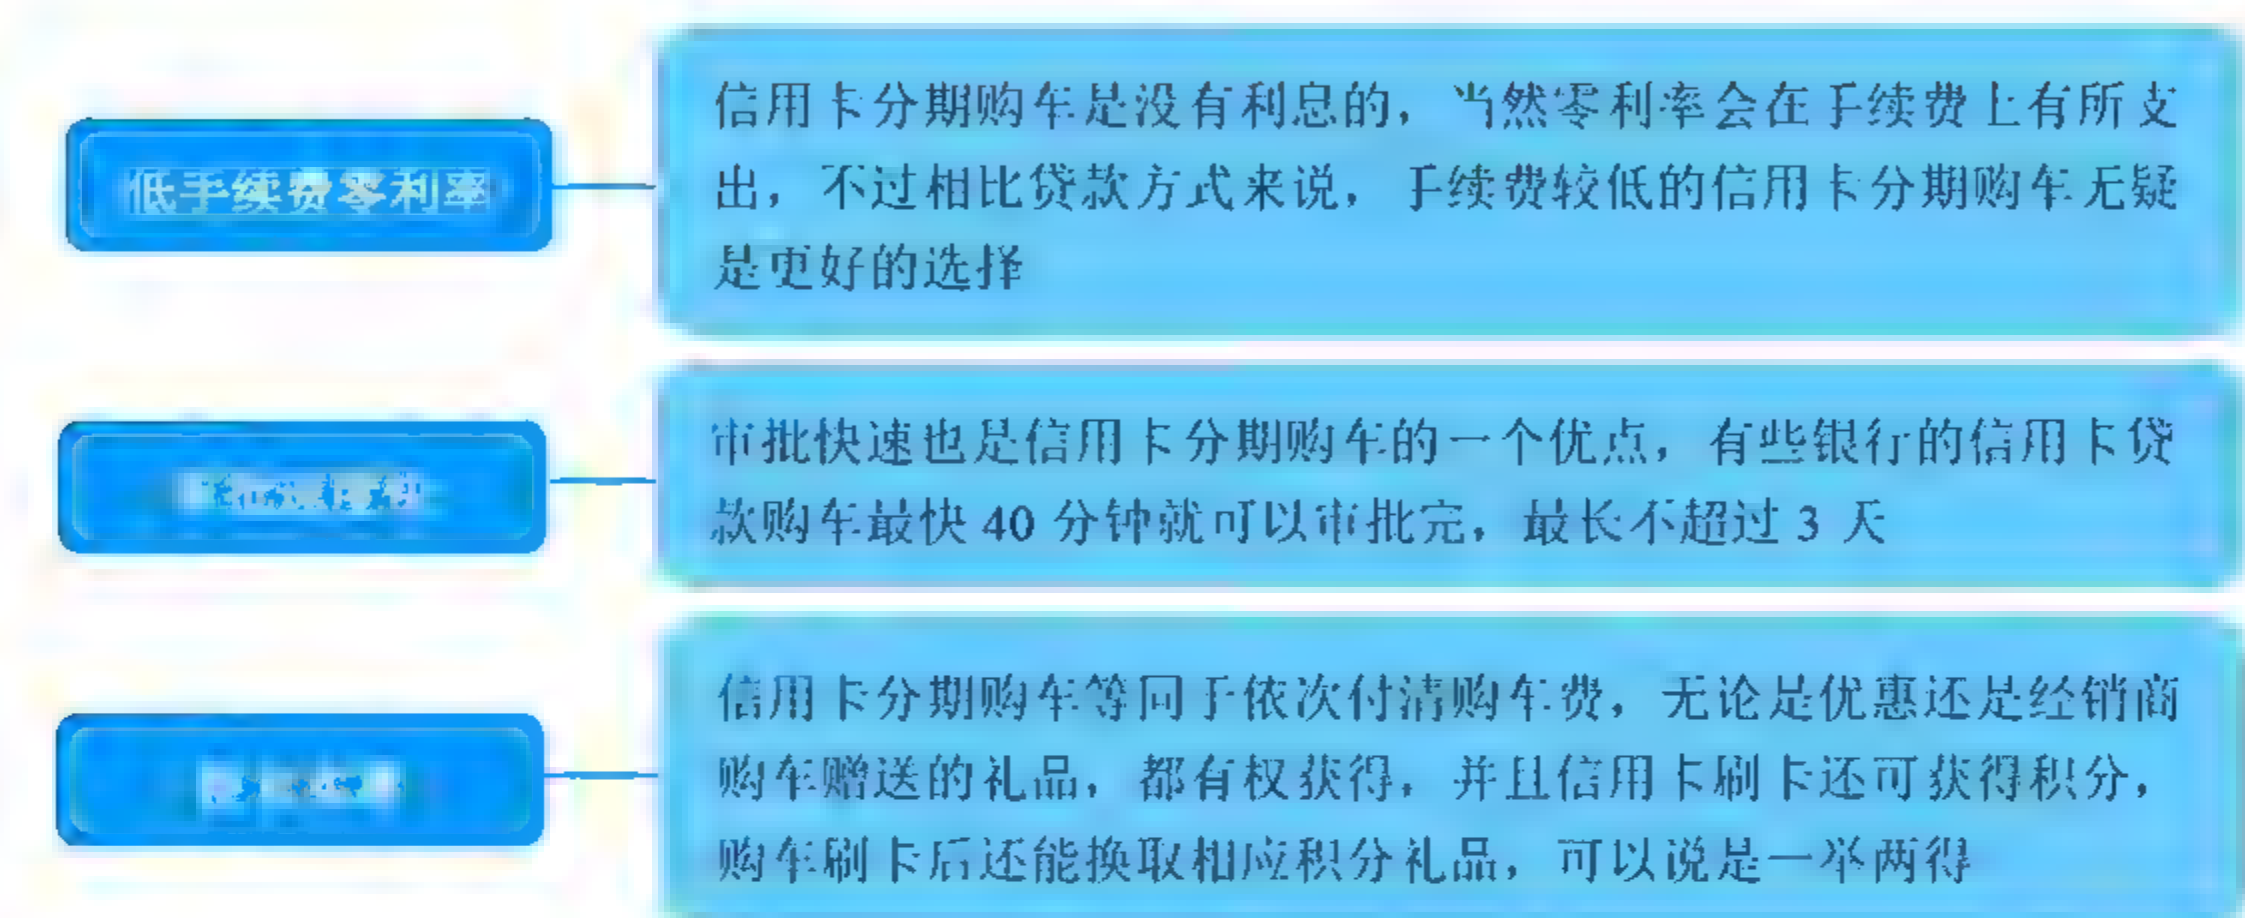 低手续费零利率
信用卡分期购车是没有利息的，当然零利率会在手续费上有所支
出，不过相比贷款方式来说，手续费较低的信用卡分期购车无疑
是更好的选择
审批快速也是信用卡分期购车的一个优点，有些银行的信用卡贷
款购车最快 40 分钟就可以审批完，最长不超过 3 天
信用卡分期购车等同于依次付清购车费，无论是优惠还是经销商
购车赠送的礼品，都有权获得，并且信用卡刷卡还可获得积分，
购车刷卡后还能换取相应积分礼品，可以说是一举两得